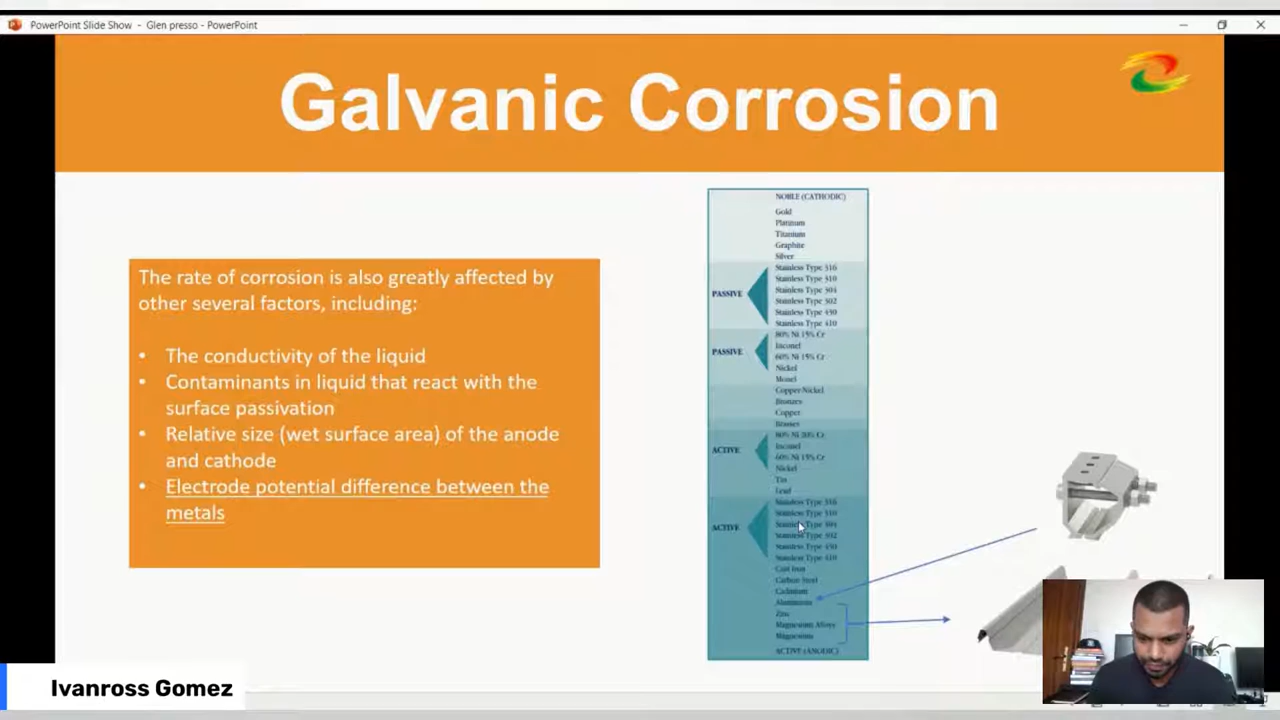 PowerPoint Slide Show - Glen presso - PowerPoint
Galvanic Corrosion
The rate of corrosion is also greatly affected by
other several factors, including:
• The conductivity of the liquid
• Contaminants in liquid that react with the
surface passivation
• Relative size (wet surface area) of the anode
and cathode
• Electrode potential difference between the
metals
NOBLE (CATHODIC)
Gold
Platinum
Titanium
Graphite
Silver
PASSIVE
Stainless Type 316
Stainless Type 310
Stainless Type 304
Stainless Type 302
Stainless Type 430
Stainless Type 410
PASSIVE
80% Ni 15% Cr
Inconel
60% Ni 15% Cr
Nickel
Monel
Copper-Nickel
Bronzes
Copper
Brasses
ACTIVE
80% Ni 20% Cr
Inconel
60% Ni 15% Cr
Nickel
Tin
Lead
ACTIVE
Stainless Type 316
Stainless Type 310
Stainless Type 304
Stainless Type 302
Stainless Type 430
Stainless Type 410
Cast Iron
Carbon Steel
Cadmium
Aluminum
Zinc
Magnesium Alloys
Magnesium
ACTIVE (ANODIC)
Ivanross Gomez